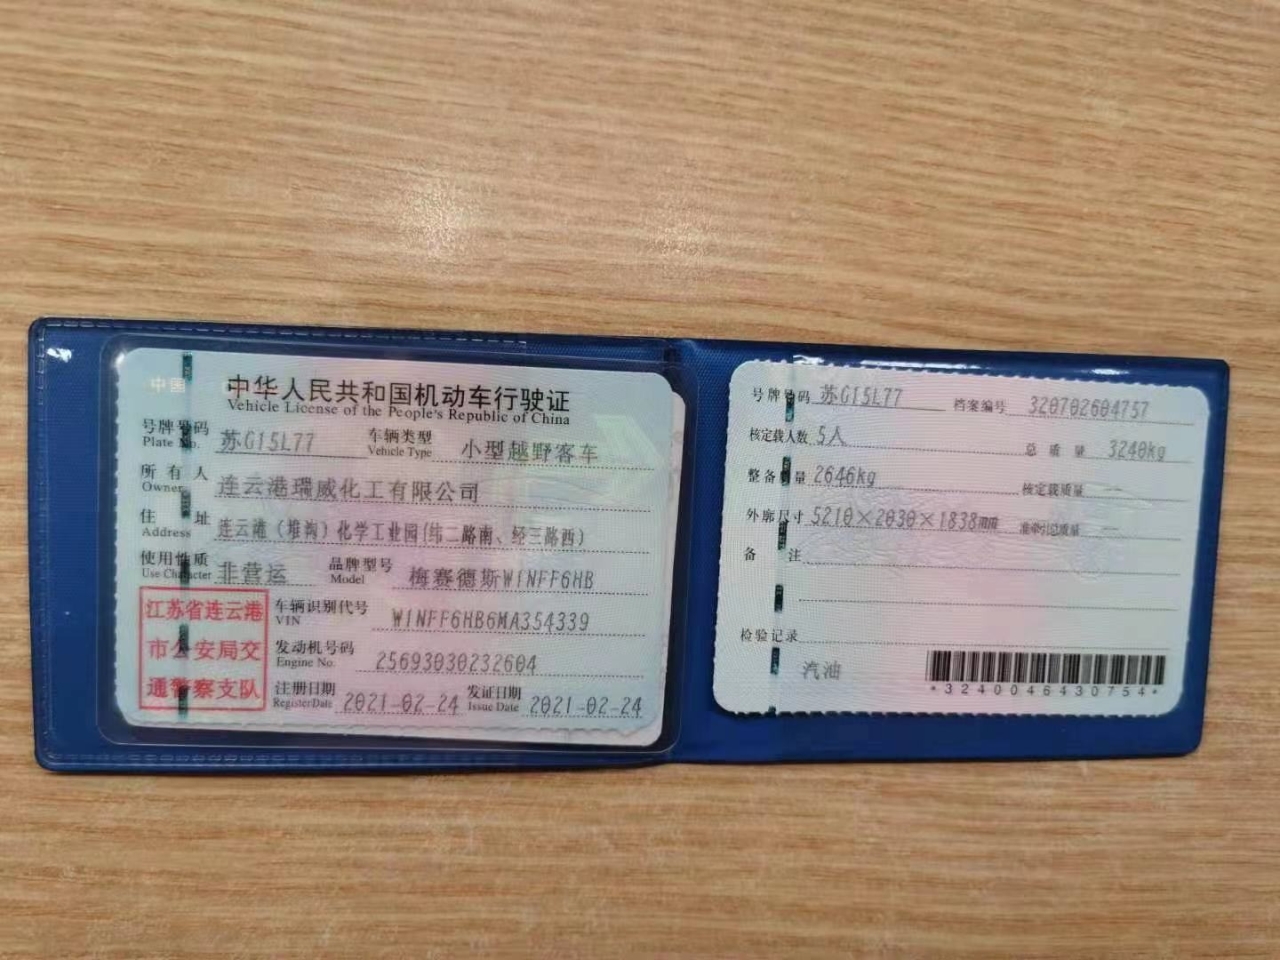 中国
中华人民共和国机动车行驶证
Vehicle License of the People's Republic of China
号牌号码 苏G15L77 车辆类型 小型越野客车
Plate No. Vehicle Type
所有人 连云港瑞威化工有限公司
Owner
住址 连云港(堆沟)化学工业园(纬二路南、经三路西)
Address
使用性质 非营运 品牌型号 梅赛德斯W1NFF6HB
Use Character Model
江苏省连云港
市公安局交
通警察支队
车辆识别代号 W1NFF6HB6MA354339
VIN
发动机号码 25693030232604
Engine No.
注册日期 2021-02-24 发证日期 2021-02-24
Register Date Issue Date
号牌号码 苏G15L77 档案编号 320702604757
核定载人数 5人 总质量 3240kg
整备质量 2646kg 核定载质量 --
外廓尺寸 5210×2030×1838mm 准牵引总质量 --
备注
检验记录
汽油
*3240046430754*